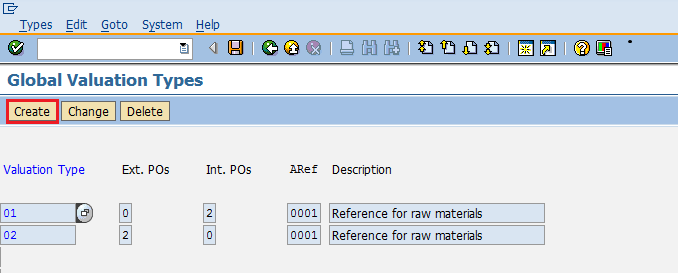 Types Edit Goto System Help
Global Valuation Types
Create Change Delete
Valuation Type Ext. POs Int. POs ARef Description
01 0 2 0001 Reference for raw materials
02 2 0 0001 Reference for raw materials